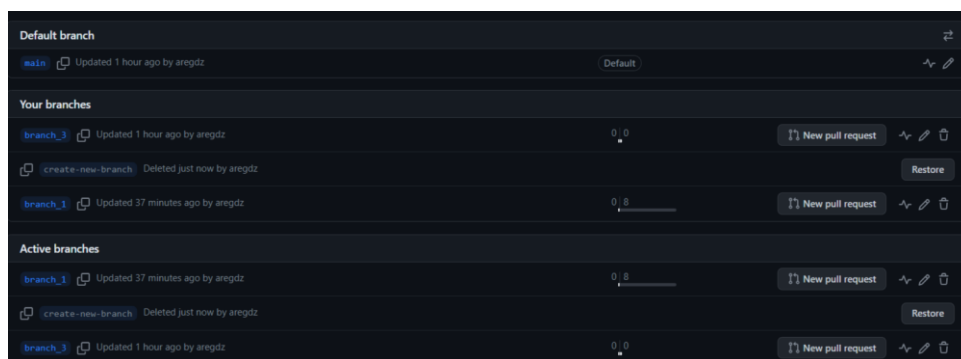 Default branch
main Updated 1 hour ago by aregdz Default
Your branches
branch_3 Updated 1 hour ago by aregdz 0 0 New pull request
create-new-branch Deleted just now by aregdz Restore
branch_1 Updated 37 minutes ago by aregdz 0 8 New pull request
Active branches
branch_1 Updated 37 minutes ago by aregdz 0 8 New pull request
create-new-branch Deleted just now by aregdz Restore
branch_3 Updated 1 hour ago by aregdz 0 0 New pull request